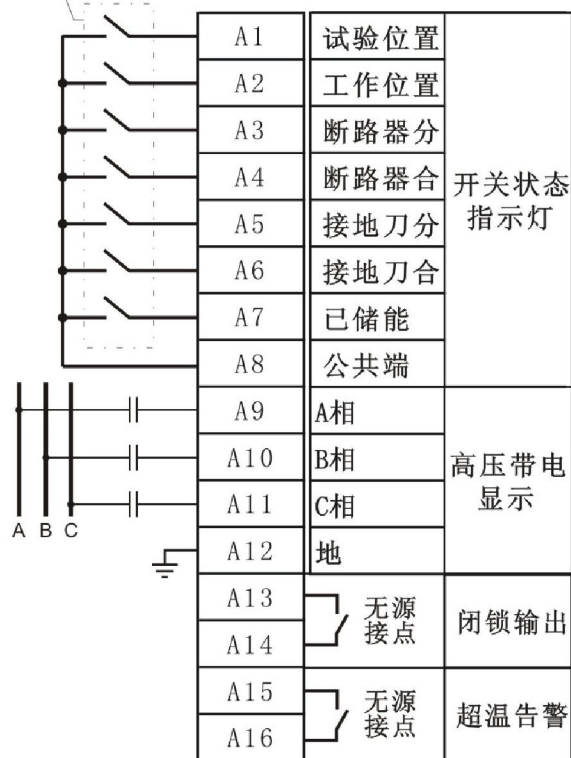 A1 试验位置
A2 工作位置
A3 断路器分
A4 断路器合
A5 接地刀分
A6 接地刀合
A7 已储能
A8 公共端
开关状态
指示灯
A9 A相
A10 B相
A11 C相
A12 地
高压带电
显示
A B C
A13
A14
无源
接点
闭锁输出
A15
A16
无源
接点
超温告警